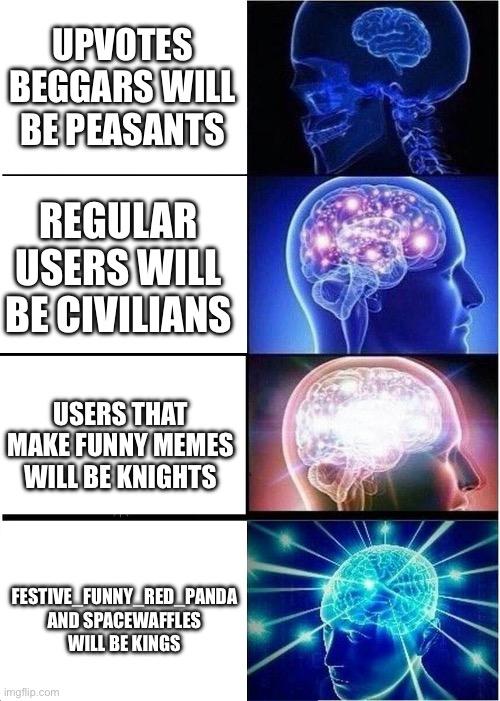 UPVOTES
BEGGARS WILL
BE PEASANTS
REGULAR
USERS WILL
BE CIVILIANS
USERS THAT
MAKE FUNNY MEMES
WILL BE KNIGHTS
FESTIVE_FUNNY_RED_PANDA
AND SPACEWAFFLES
WILL BE KINGS
imgflip.com